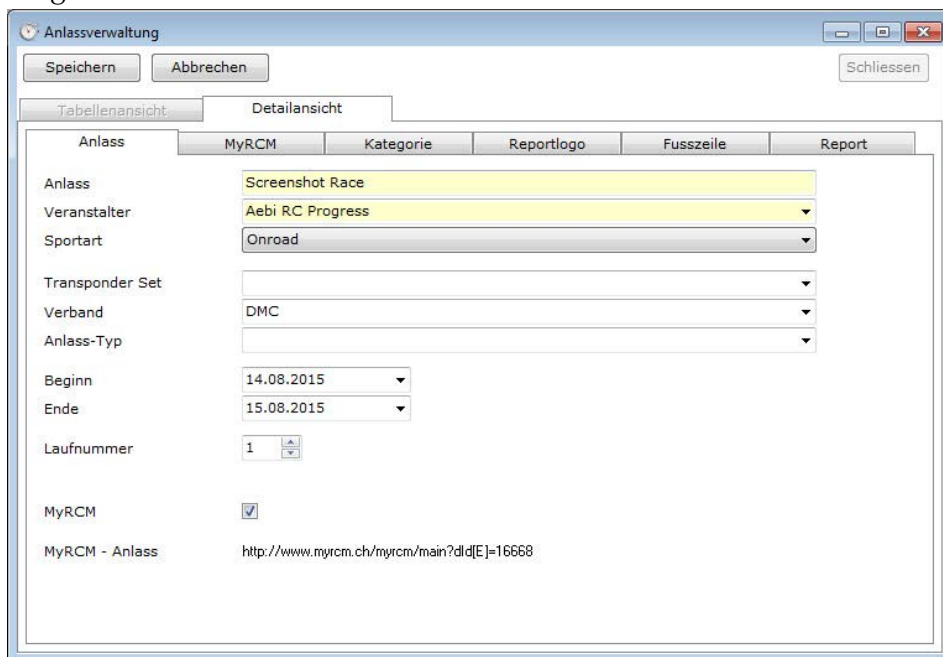 Anlassverwaltung
Speichern Abbrechen Schliessen
Tabellenansicht Detailansicht
Anlass MyRCM Kategorie Reportlogo Fusszeile Report
Anlass Screenshot Race
Veranstalter Aebi RC Progress
Sportart Onroad
Transponder Set
Verband DMC
Anlass-Typ
Beginn 14.08.2015
Ende 15.08.2015
Laufnummer 1
MyRCM
MyRCM - Anlass http://www.myrcm.ch/myrcm/main?dId[E]=16668